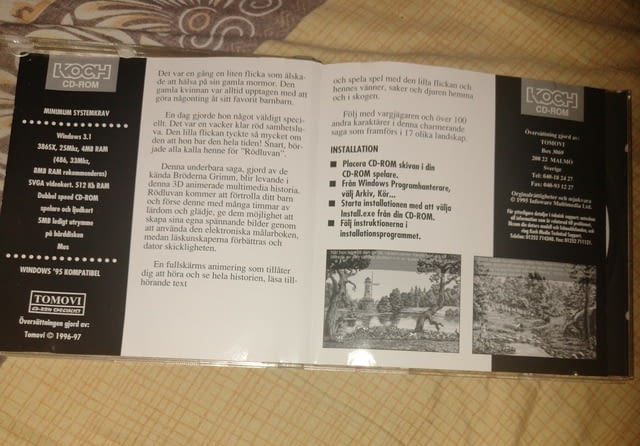 KOCH
CD-ROM
MINIMUM SYSTEMKRAV
Windows 3.1
386SX, 25Mhz, 4MB RAM
(486, 33Mhz,
8MB RAM rekommenderas)
SVGA videokort. 512 Kb RAM
Dubbel speed CD-ROM
spelare och ljudkort
5MB ledigt utrymme
på hårddisken
Mus
WINDOWS '95 KOMPATIBEL
TOMOVI
Översättningen gjord av:
Tomovi © 1996-97
Det var en gång en liten flicka som älska-
de att hälsa på sin gamla mormor. Den
gamla kvinnan var alltid upptagen med att
göra någonting åt sitt favorit barnbarn.
En dag gjorde hon något väldigt speci-
ellt. Det var en vacker klar röd samhetslu-
va. Den lilla flickan tyckte så mycket om
den att hon bar den hela tiden! Snart, bör-
jade alla kalla henne för "Rödluvan".
Denna underbara saga, gjord av de
kända Bröderna Grimm, blir levande i
denna 3D animerade multimedia historia.
Rödluvan kommer att förtrolla ditt barn
och förse denne med många timmar av
lärdom och glädje, ge dem möjlighet att
skapa sina egna spännande bilder genom
att använda den elektroniska målarboken,
medan läskunskaperna förbättras och
dator skickligheten.
En fullskärms animering som tillåter
dig att höra och se hela historien, läsa till-
hörande text
och spela spel med den lilla flickan och
hennes vänner, saker och djuren hemma
och i skogen.
Följ med vargjägaren och över 100
andra karaktärer i denna charmerande
saga som framförs i 17 olika landskap.
INSTALLATION
Placera CD-ROM skivan i din
CD-ROM spelare.
Från Windows Programhanterare,
välj Arkiv, Kör...
Starta installationen med att välja
Install.exe från din CD-ROM.
Följ instruktionerna i
installationsprogrammet.
KOCH
CD-ROM
Översättning gjord av:
TOMOVI
Box 3069
200 22 MALMÖ
Sverige
Tel: 040-18 24 27
Fax: 040-93 12 27
Orginalrättigheter och mjukvara
© 1995 Infoware Multimedia Ltd.